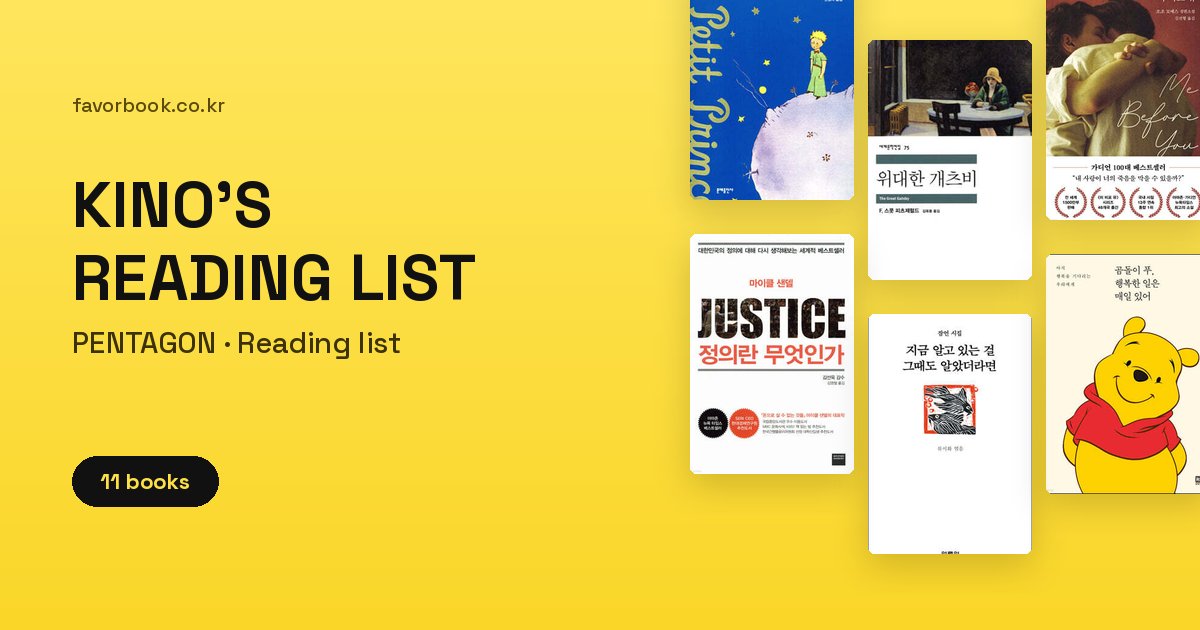 favorbook.co.kr
KINO'S
READING LIST
PENTAGON · Reading list
11 books
Petit Princ
세계문학전집 75
위대한 개츠비
The Great Gatsby
F. 스콧 피츠제럴드 김욱동 옮김
Me
Before
You
가디언 100대 베스트셀러
"내 사랑이 너의 죽음을 막을 수 있을까?"
대한민국의 정의에 대해 다시 생각해보는 세계적 베스트셀러
마이클 샌델
JUSTICE
정의란 무엇인가
김선욱 감수
잠언 시집
지금 알고 있는 걸
그때도 알았더라면
류시화 엮음
곰돌이 푸,
행복한 일은
매일 있어